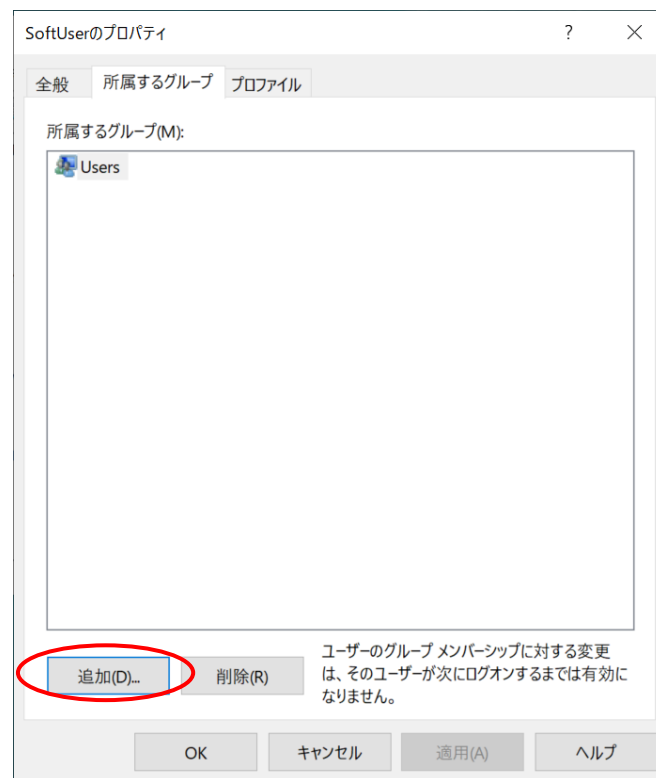 SoftUserのプロパティ ?
全般 所属するグループ プロファイル
所属するグループ(M):
Users
ユーザーのグループ メンバーシップに対する変更
は、そのユーザーが次にログオンするまでは有効に
なりません。
追加(D)... 削除(R)
OK キャンセル 適用(A) ヘルプ